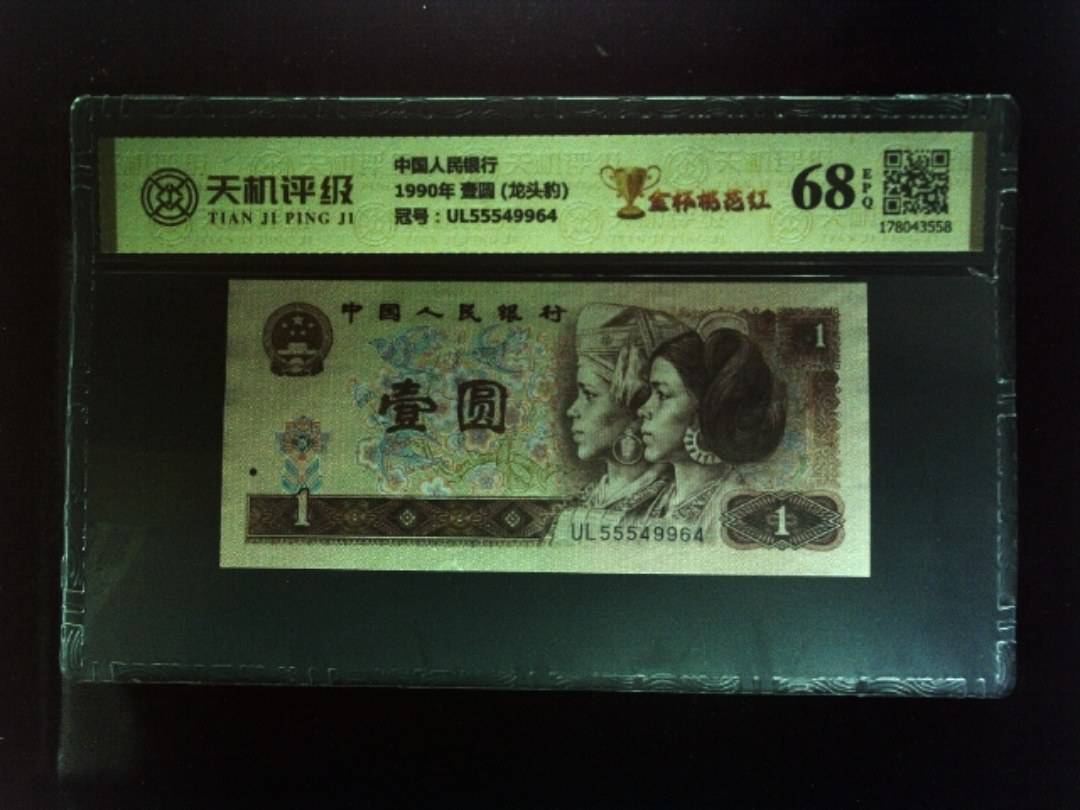 天机评级
TIAN JI PING JI
中国人民银行
1990年 壹圆 (龙头豹)
冠号：UL55549964
金杯桃花红
68
EPQ
178043558
中国人民银行
1
壹圆
1
UL55549964
1